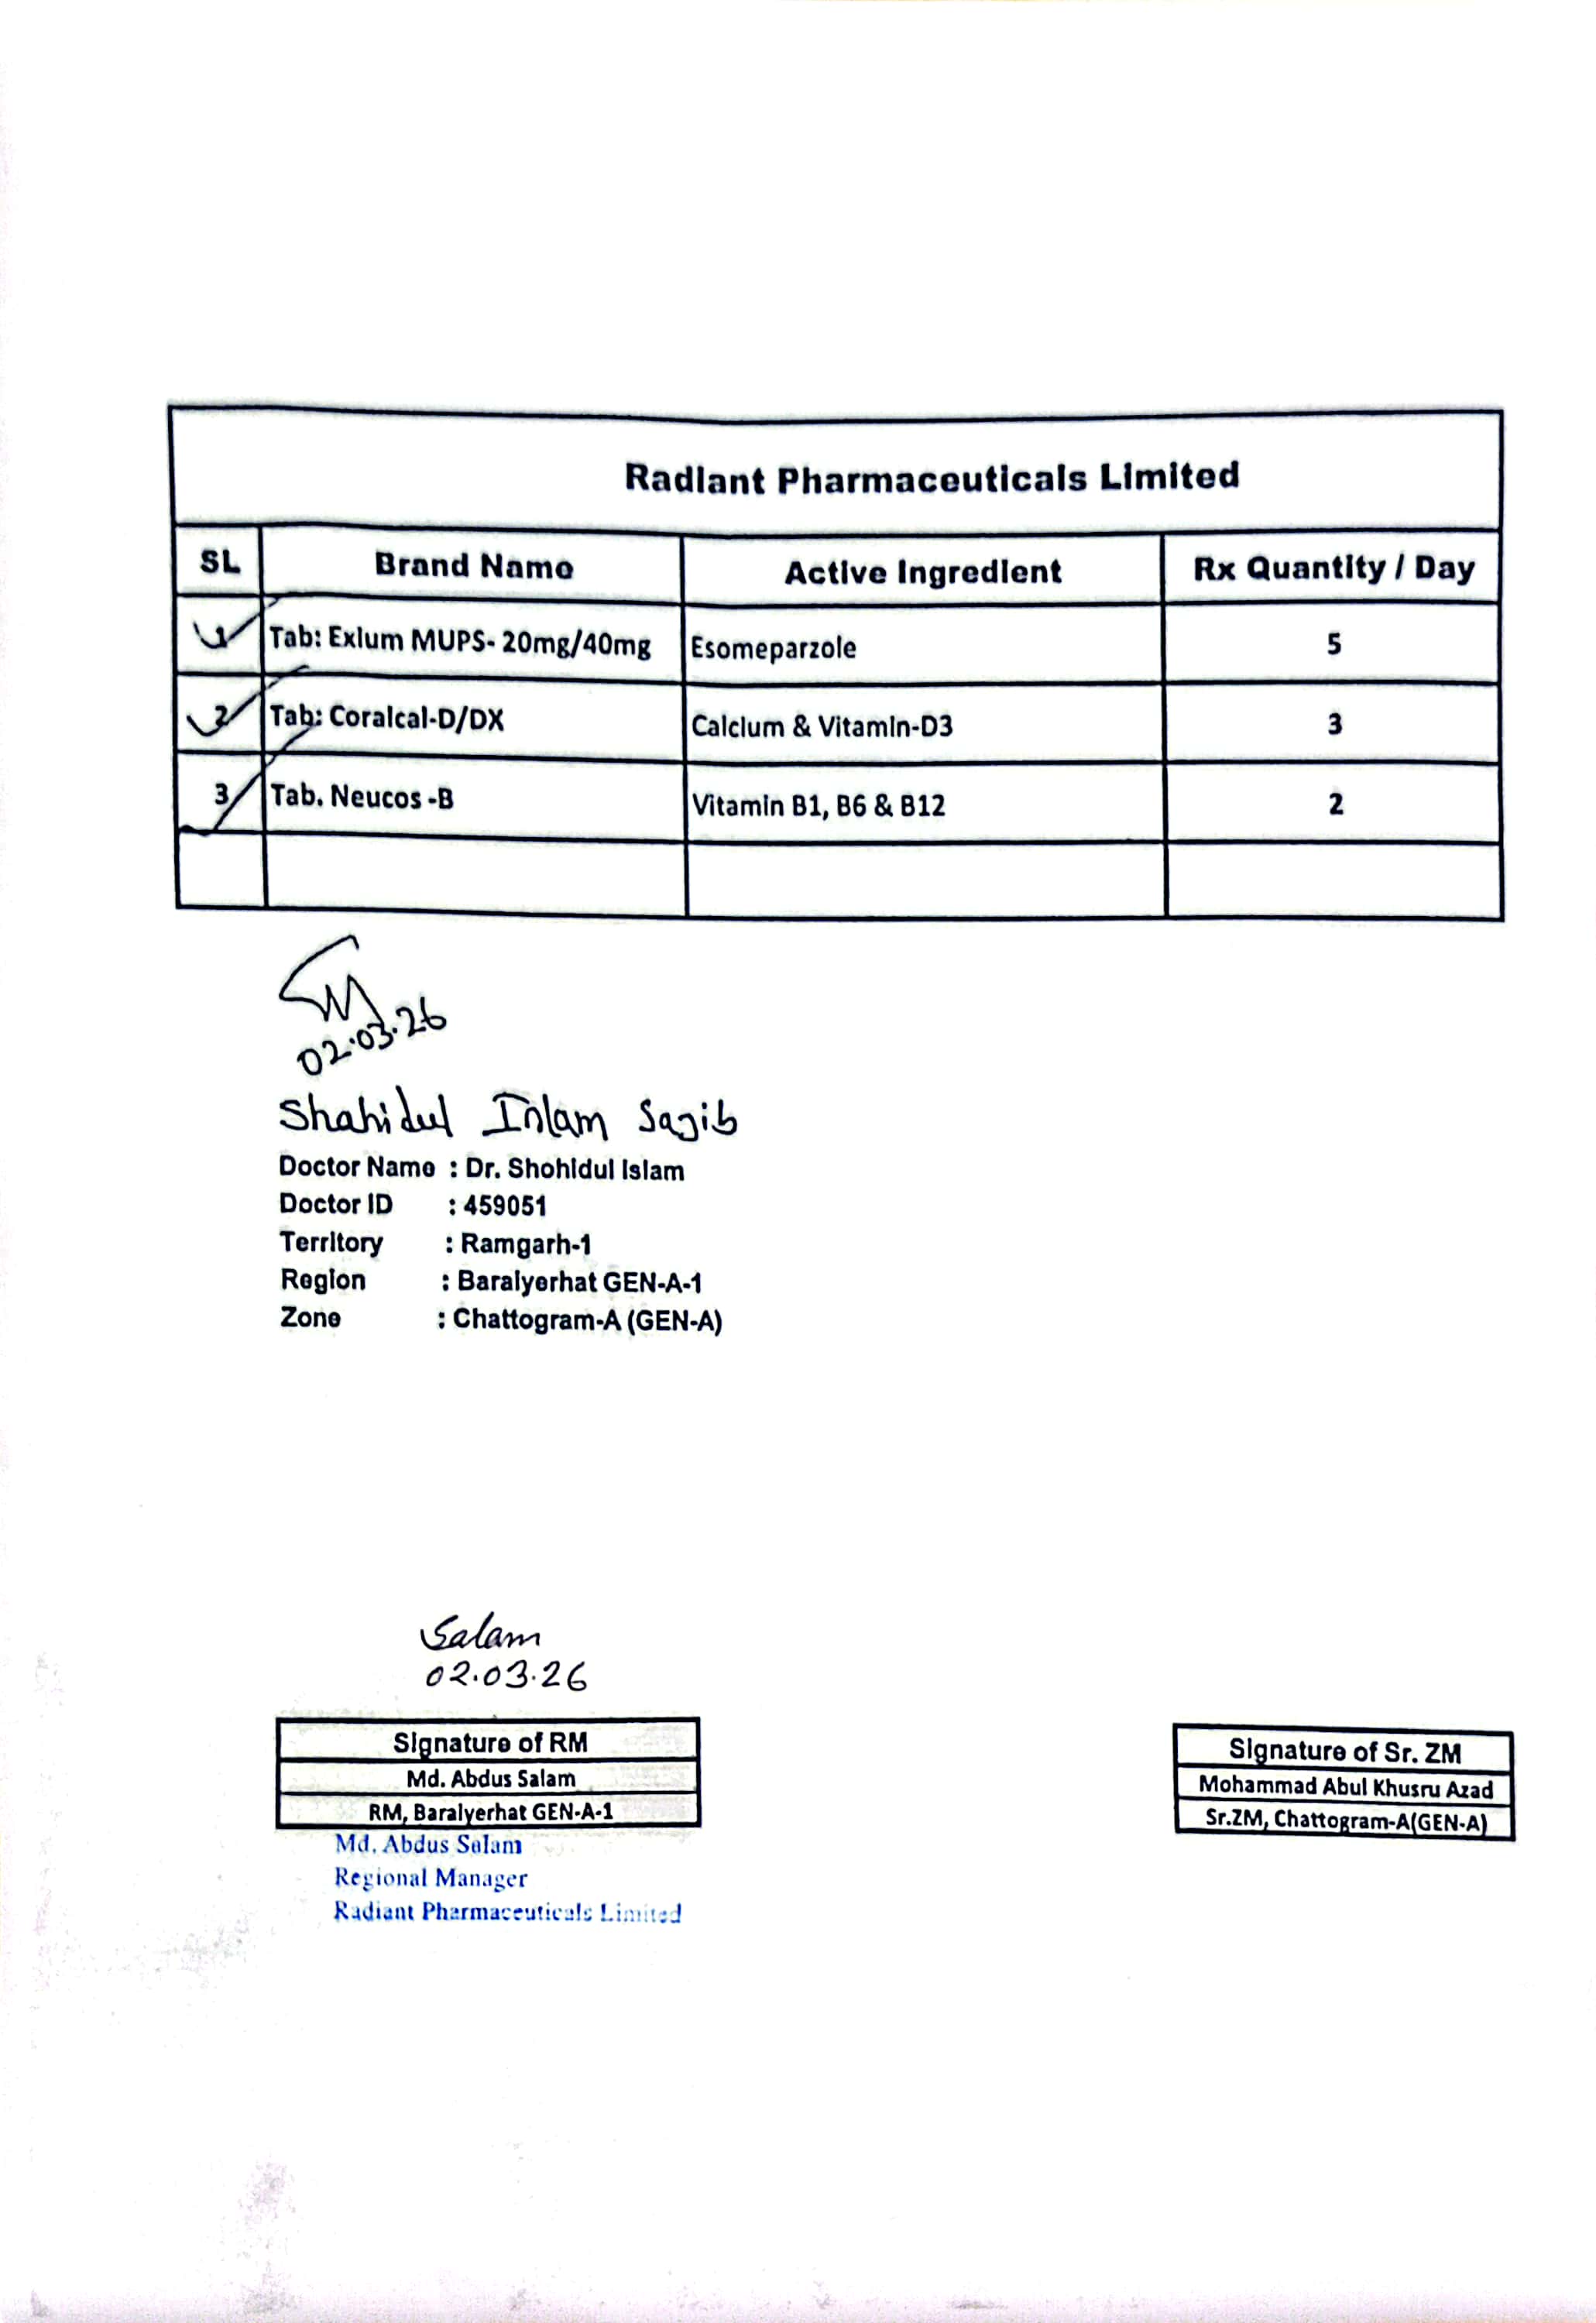 Radiant Pharmaceuticals Limited
SL Brand Name Active Ingredient Rx Quantity / Day
1 Tab: Exium MUPS- 20mg/40mg Esomeparzole 5
2 Tab: Coralcal-D/DX Calcium & Vitamin-D3 3
3 Tab. Neucos -B Vitamin B1, B6 & B12 2
02.03.26
Shahidul Islam Sajib
Doctor Name : Dr. Shohidul Islam
Doctor ID : 459051
Territory : Ramgarh-1
Region : Baraiyerhat GEN-A-1
Zone : Chattogram-A (GEN-A)
Salam
02.03.26
Signature of RM
Md. Abdus Salam
RM, Baraiyerhat GEN-A-1
Md. Abdus Salam
Regional Manager
Radiant Pharmaceuticals Limited
Signature of Sr. ZM
Mohammad Abul Khusru Azad
Sr.ZM, Chattogram-A(GEN-A)